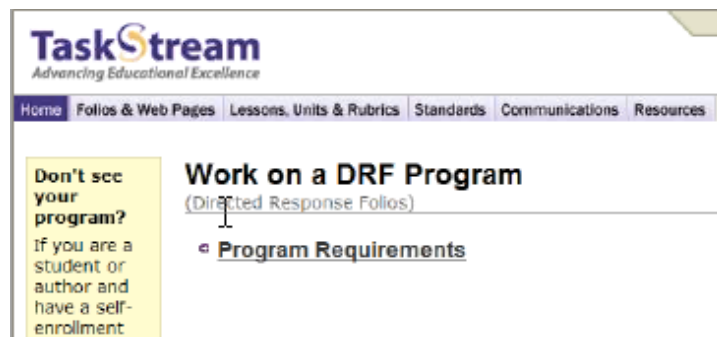 TaskStream
Advancing Educational Excellence
Home Folios & Web Pages Lessons, Units & Rubrics Standards Communications Resources
Don't see
your
program?
If you are a
student or
author and
have a self-
enrollment
Work on a DRF Program
(Directed Response Folios)
Program Requirements